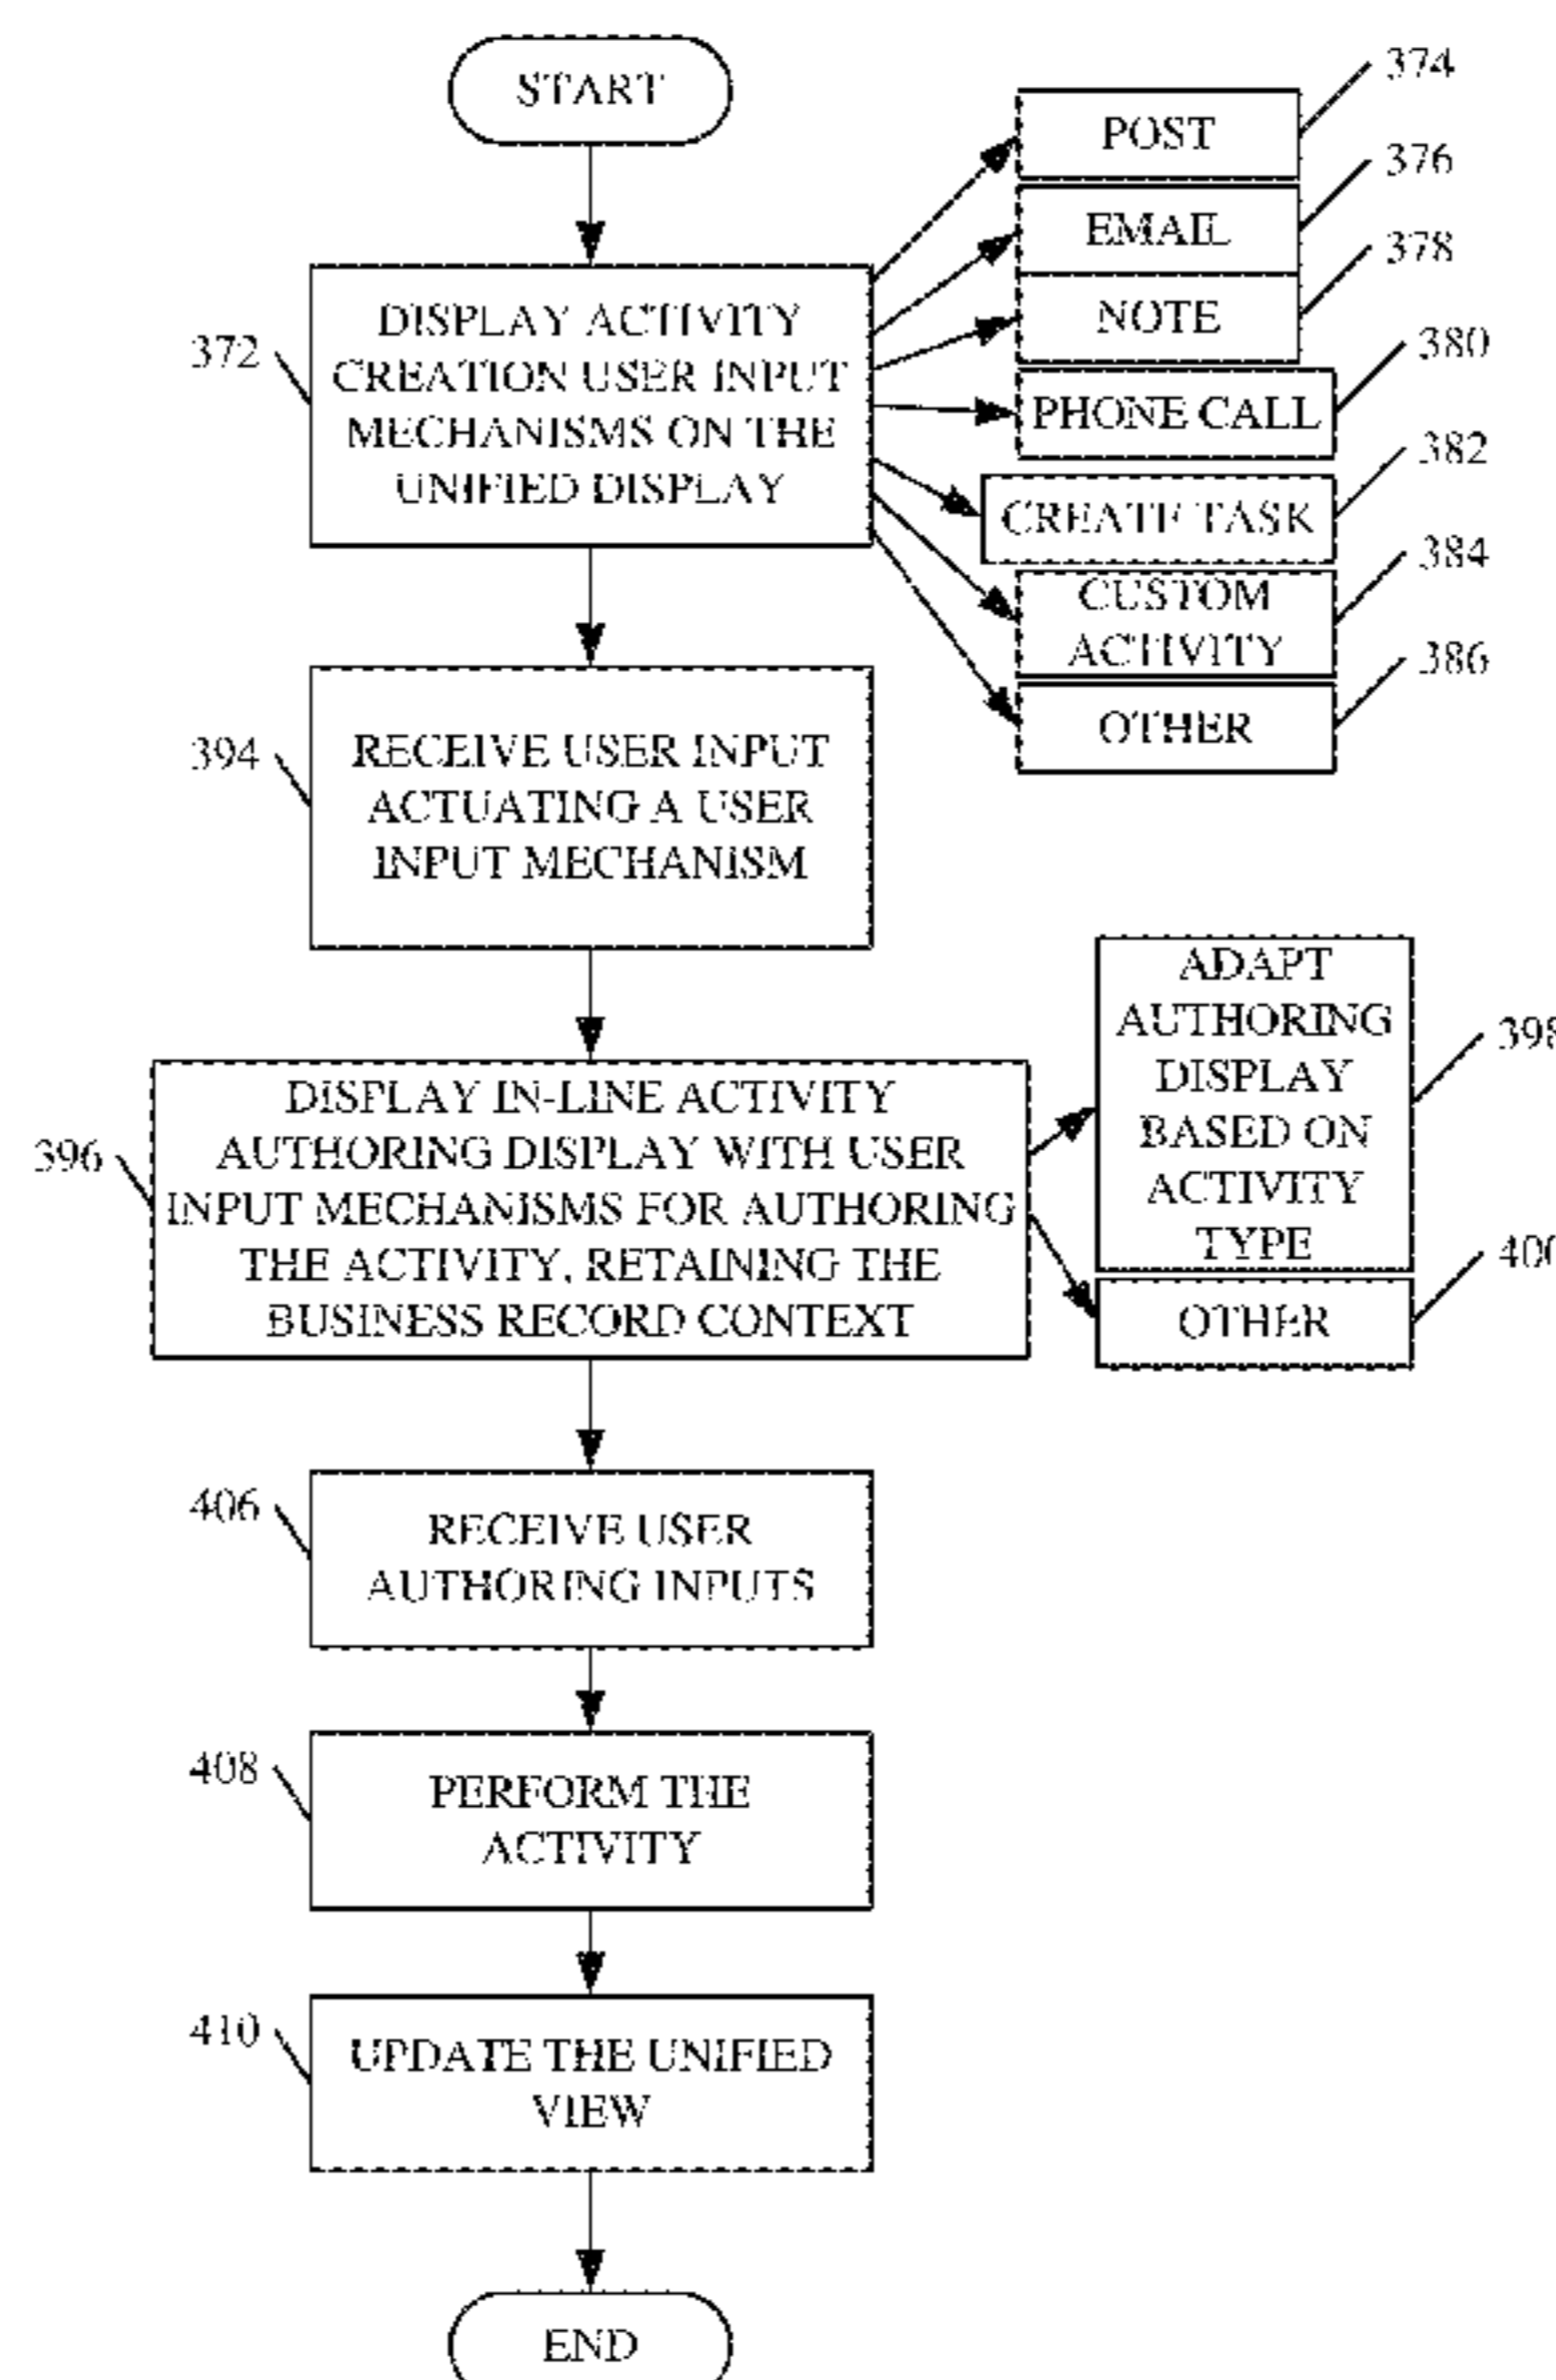 START
374
POST
376
EMAIL
378
NOTE
372
DISPLAY ACTIVITY
CREATION USER INPUT
MECHANISMS ON THE
UNIFIED DISPLAY
380
PHONE CALL
382
CREATE TASK
384
CUSTOM
ACTIVITY
386
OTHER
394
RECEIVE USER INPUT
ACTUATING A USER
INPUT MECHANISM
396
DISPLAY IN-LINE ACTIVITY
AUTHORING DISPLAY WITH USER
INPUT MECHANISMS FOR AUTHORING
THE ACTIVITY, RETAINING THE
BUSINESS RECORD CONTEXT
ADAPT
AUTHORING
DISPLAY
BASED ON
ACTIVITY
TYPE
398
400
OTHER
406
RECEIVE USER
AUTHORING INPUTS
408
PERFORM THE
ACTIVITY
410
UPDATE THE UNIFIED
VIEW
END